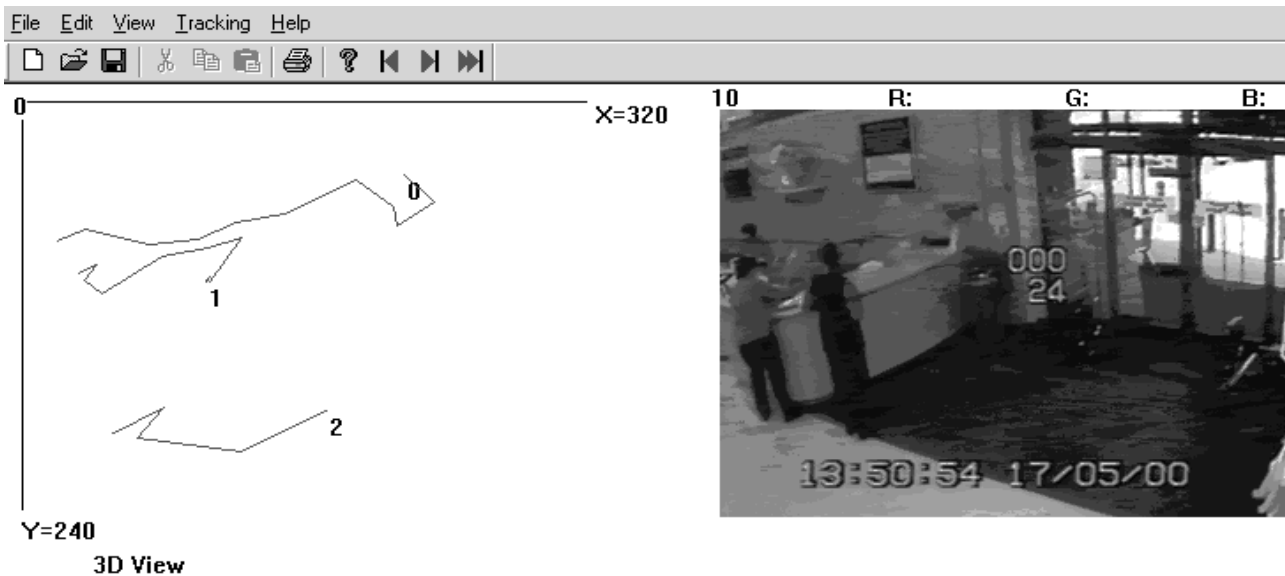 File Edit View Tracking Help
0 X=320
10 R: G: B:
0
1
000
24
2
13:50:54 17/05/00
Y=240
3D View